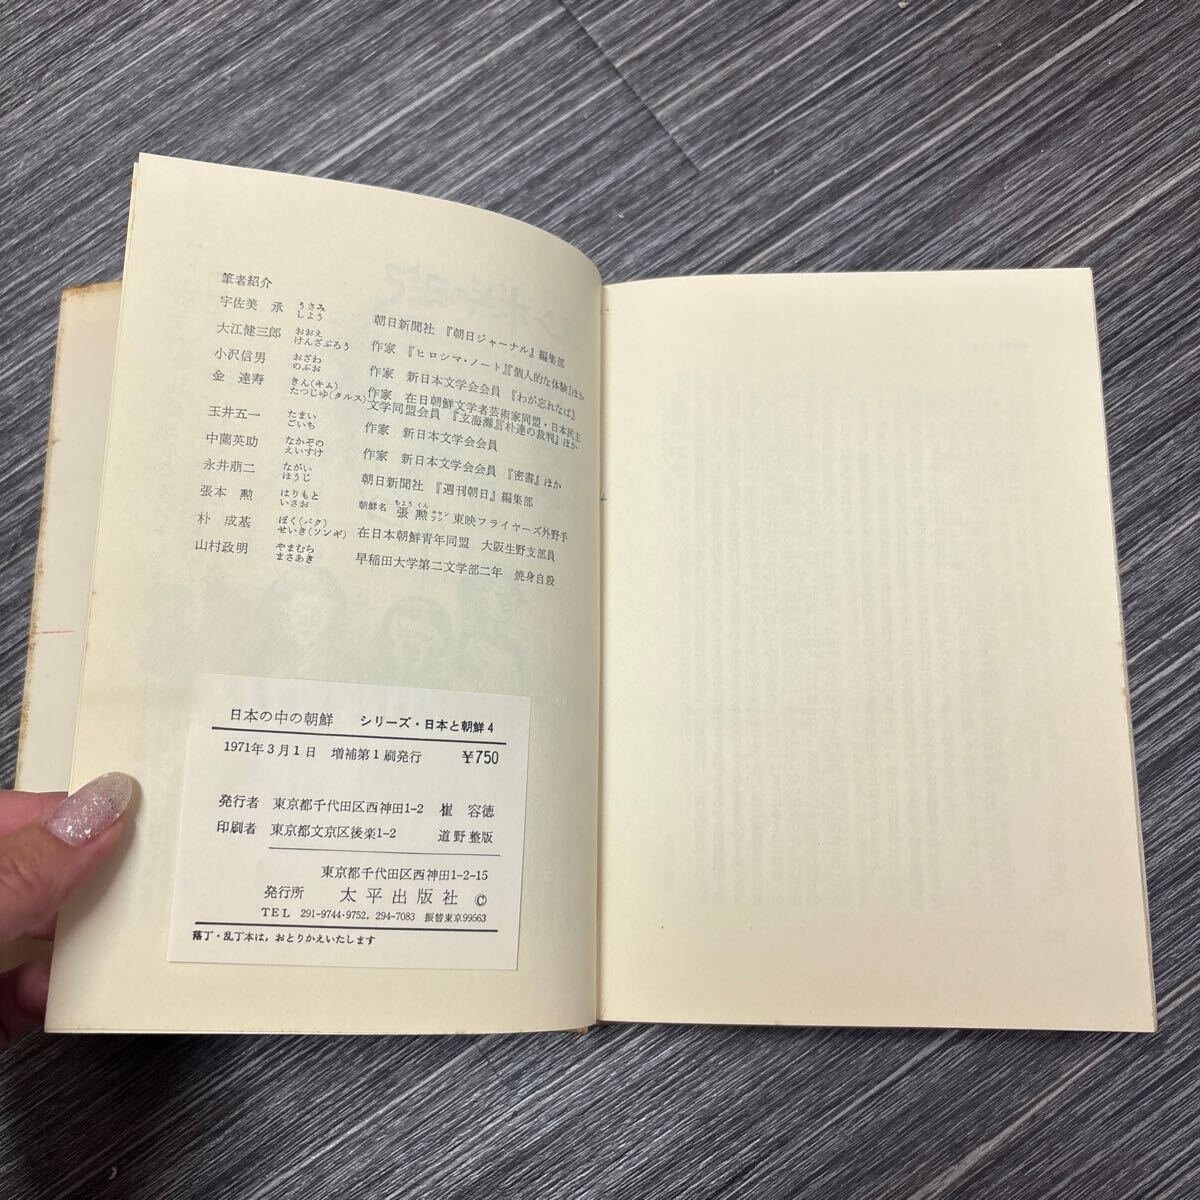 筆者紹介
宇佐美　承　うさみ しよう　朝日新聞社　『朝日ジャーナル』編集部
大江健三郎　おおえ けんざぶろう　作家　『ヒロシマ・ノート』『個人的な体験』ほか
小沢信男　おざわ のぶお　作家　新日本文学会会員　『わが忘れなば』
金　達寿　きん(キム) たつじゆ(タルス)　作家　在日朝鮮文学者芸術家同盟・日本民主
文学同盟会員　『玄海灘』『朴達の裁判』ほか
玉井五一　たまい ごいち　作家　新日本文学会会員
中薗英助　なかぞの えいすけ　作家　新日本文学会会員　『密書』ほか
永井萠二　ながい ほうじ　朝日新聞社　『週刊朝日』編集部
張本　勲　はりもと いさお　朝鮮名　張　勲　ちよう くん　チヤン フン　東映フライヤーズ外野手
朴　成基　ぼく(パク) せいき(ソンギ)　在日本朝鮮青年同盟　大阪生野支部員
山村政明　やまむら まさあき　早稲田大学第二文学部二年　焼身自殺
日本の中の朝鮮　シリーズ・日本と朝鮮 4
1971年3月1日　増補第1刷発行　¥750
発行者　東京都千代田区西神田1-2　崔　容徳
印刷者　東京都文京区後楽1-2　道野整版
東京都千代田区西神田1-2-15
発行所　太平出版社 ©
TEL 291-9744・9752, 294-7083　振替東京99563
落丁・乱丁本は，おとりかえいたします